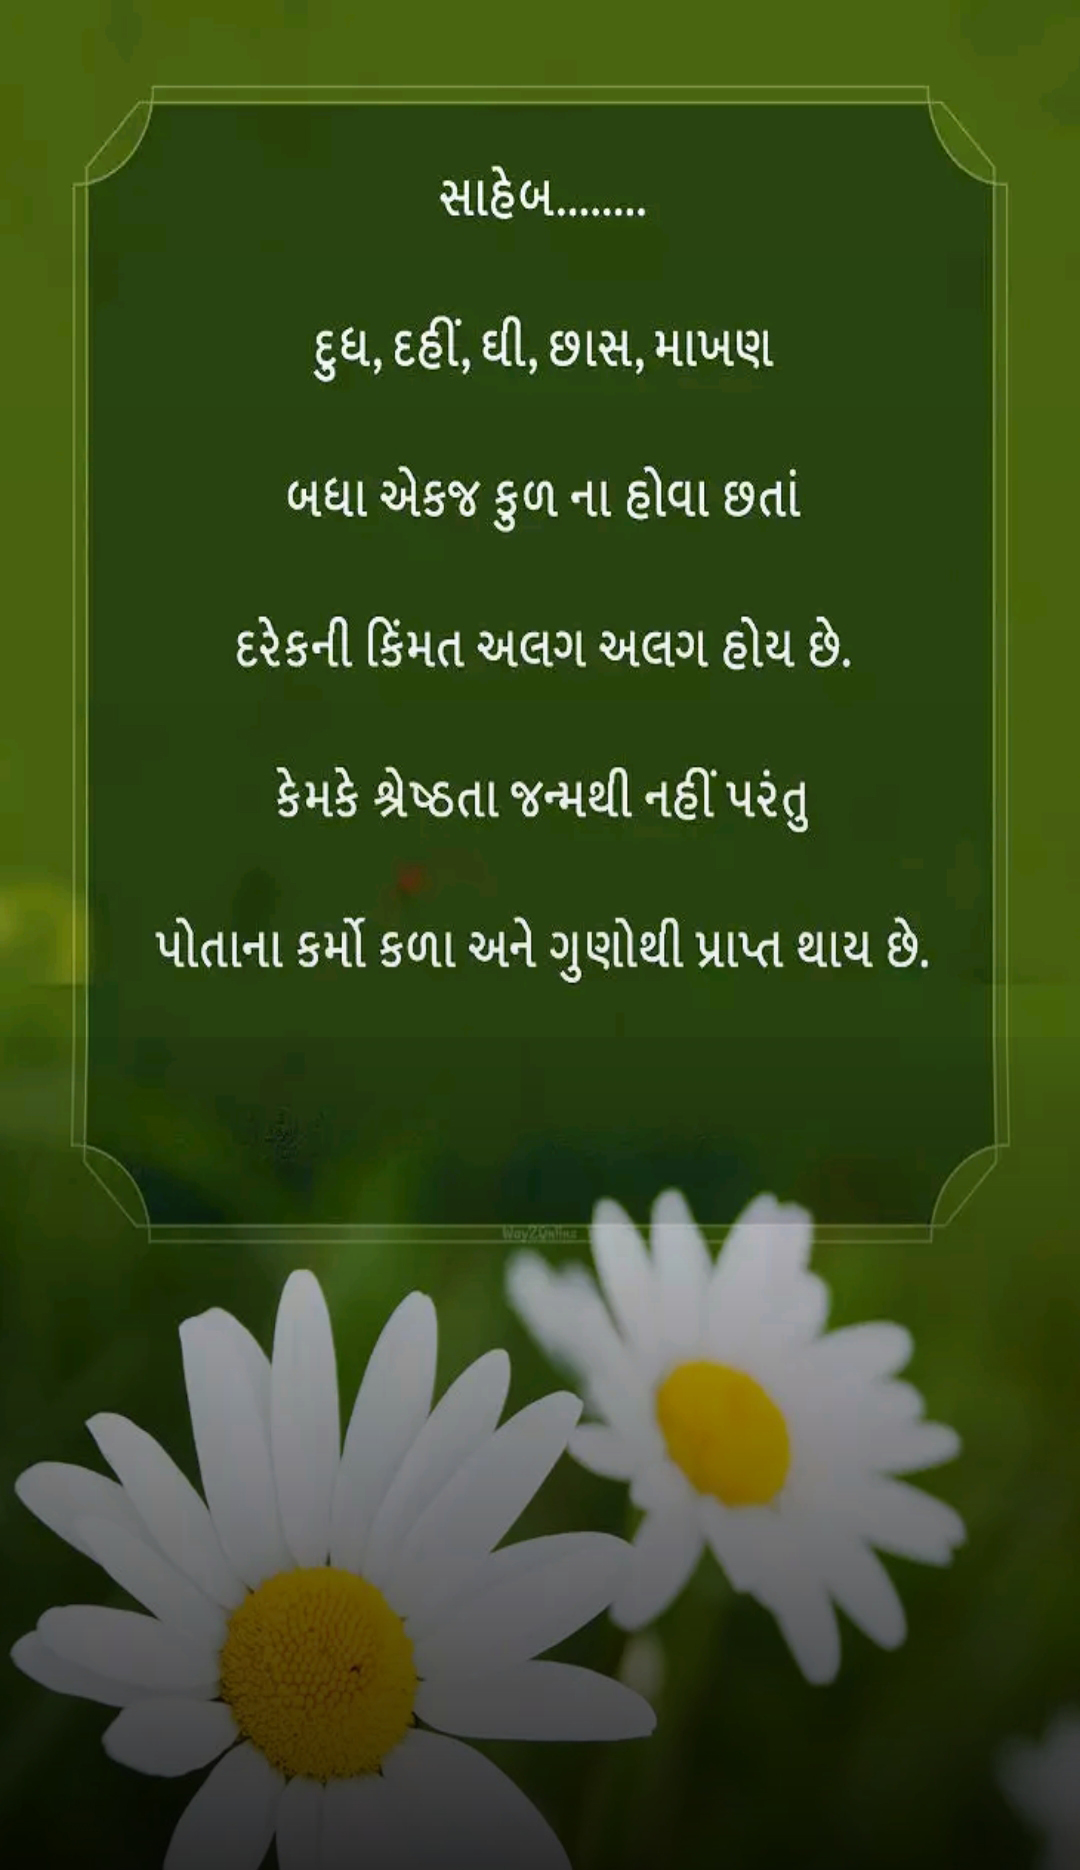 સાહેબ........
દુધ, દહીં, ઘી, છાસ, માખણ
બધા એકજ કુળ ના હોવા છતાં
દરેકની કિંમત અલગ અલગ હોય છે.
કેમકે શ્રેષ્ઠતા જન્મથી નહીં પરંતુ
પોતાના કર્મો કળા અને ગુણોથી પ્રાપ્ત થાય છે.
Way2Online